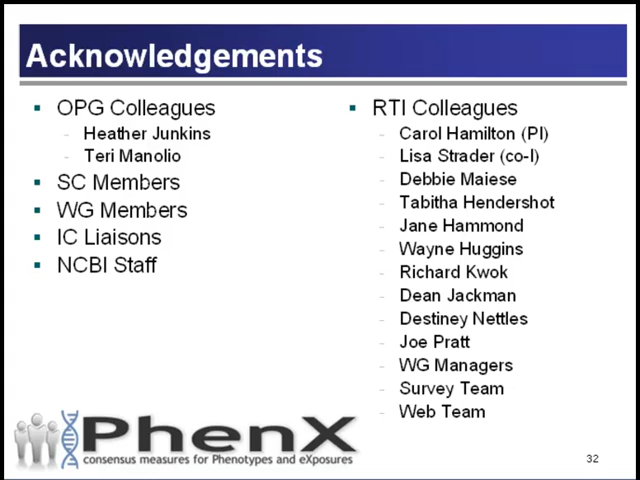 Acknowledgements
OPG Colleagues
- Heather Junkins
- Teri Manolio
SC Members
WG Members
IC Liaisons
NCBI Staff
RTI Colleagues
- Carol Hamilton (PI)
- Lisa Strader (co-I)
- Debbie Maiese
- Tabitha Hendershot
- Jane Hammond
- Wayne Huggins
- Richard Kwok
- Dean Jackman
- Destiney Nettles
- Joe Pratt
- WG Managers
- Survey Team
- Web Team
PhenX
consensus measures for Phenotypes and eXposures
32